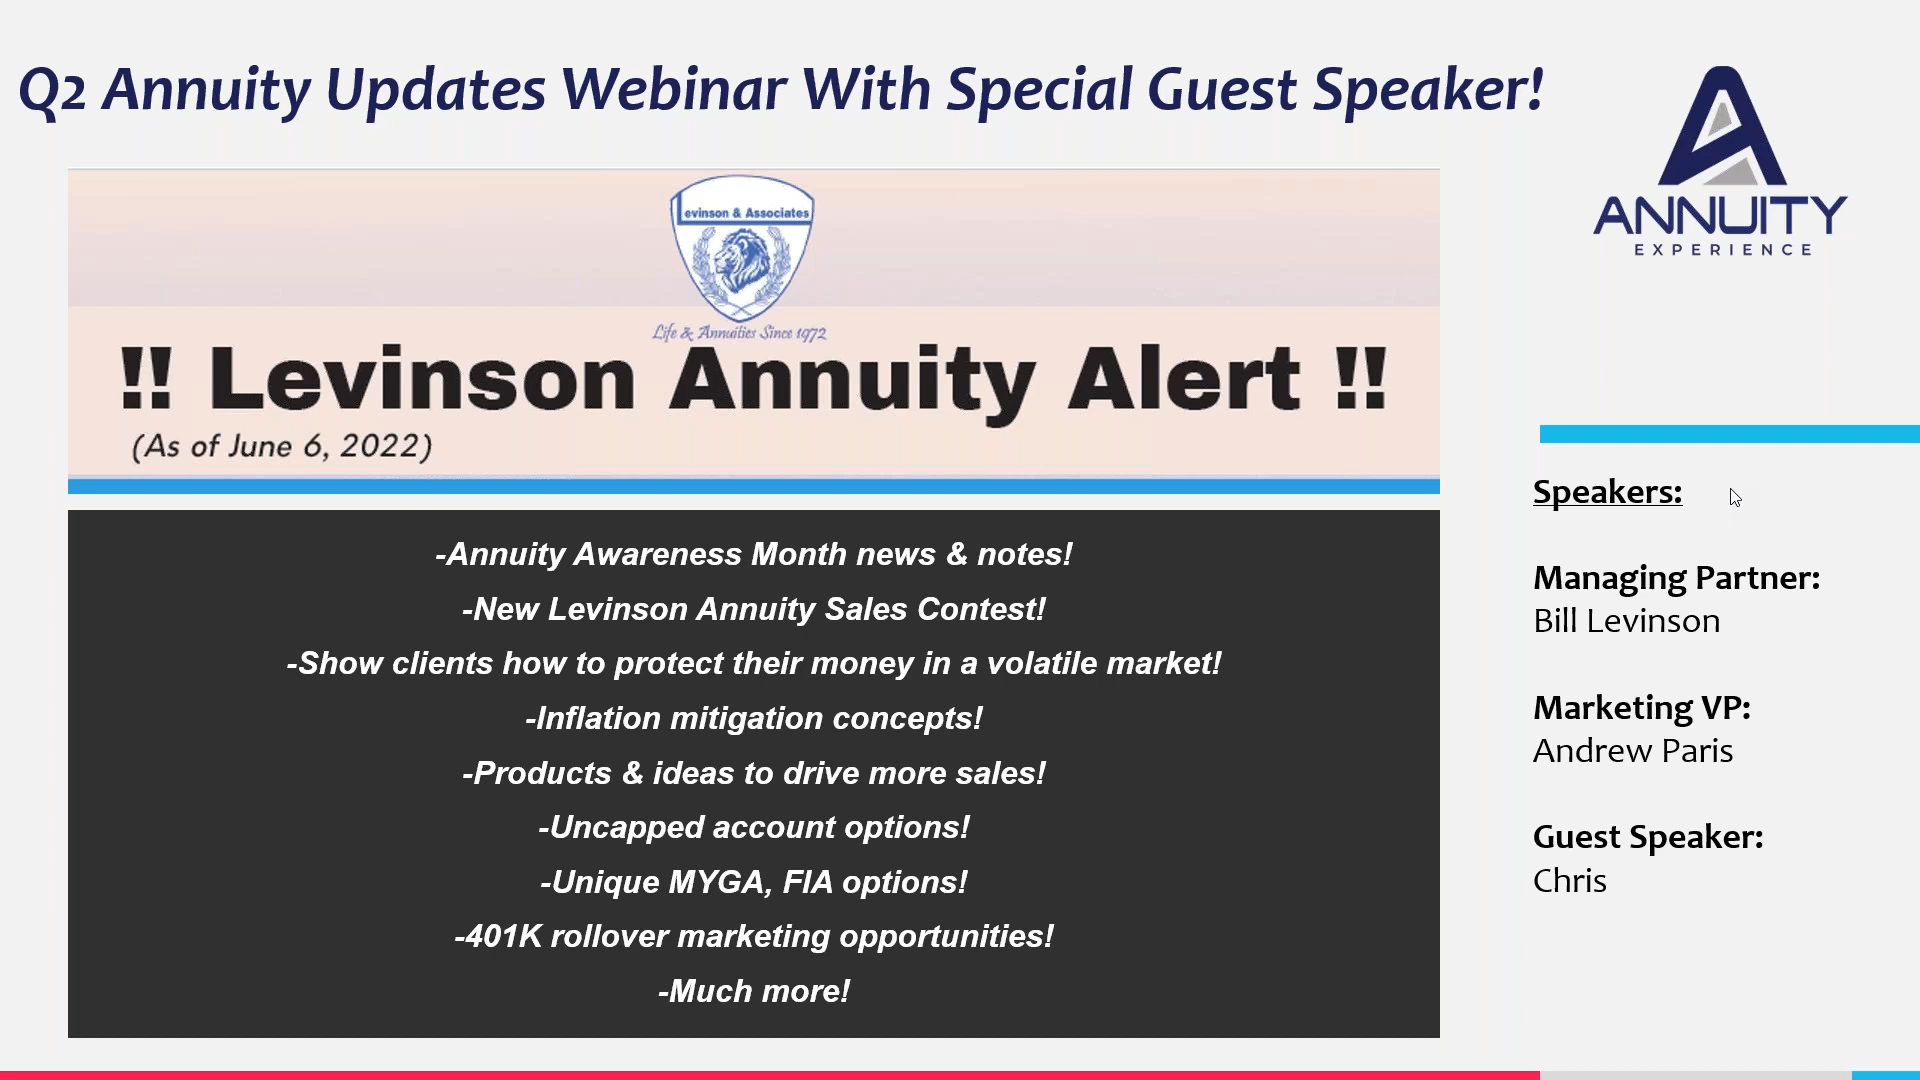 Q2 Annuity Updates Webinar With Special Guest Speaker!
ANNUITY
EXPERIENCE
Levinson & Associates
Life & Annuities Since 1972
!! Levinson Annuity Alert !!
(As of June 6, 2022)
-Annuity Awareness Month news & notes!
-New Levinson Annuity Sales Contest!
-Show clients how to protect their money in a volatile market!
-Inflation mitigation concepts!
-Products & ideas to drive more sales!
-Uncapped account options!
-Unique MYGA, FIA options!
-401K rollover marketing opportunities!
-Much more!
Speakers:
Managing Partner:
Bill Levinson
Marketing VP:
Andrew Paris
Guest Speaker:
Chris